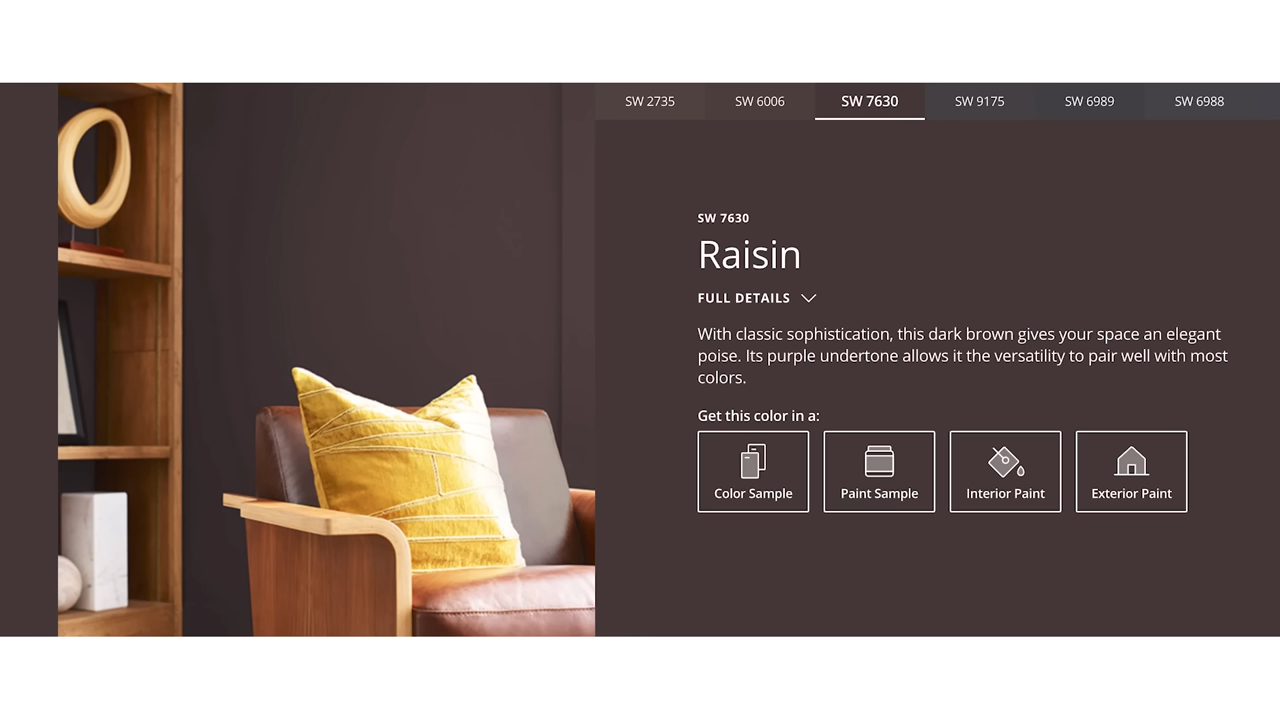 SW 2735
SW 6006
SW 7630
SW 9175
SW 6989
SW 6988
SW 7630
Raisin
FULL DETAILS
With classic sophistication, this dark brown gives your space an elegant
poise. Its purple undertone allows it the versatility to pair well with most
colors.
Get this color in a:
Color Sample
Paint Sample
Interior Paint
Exterior Paint